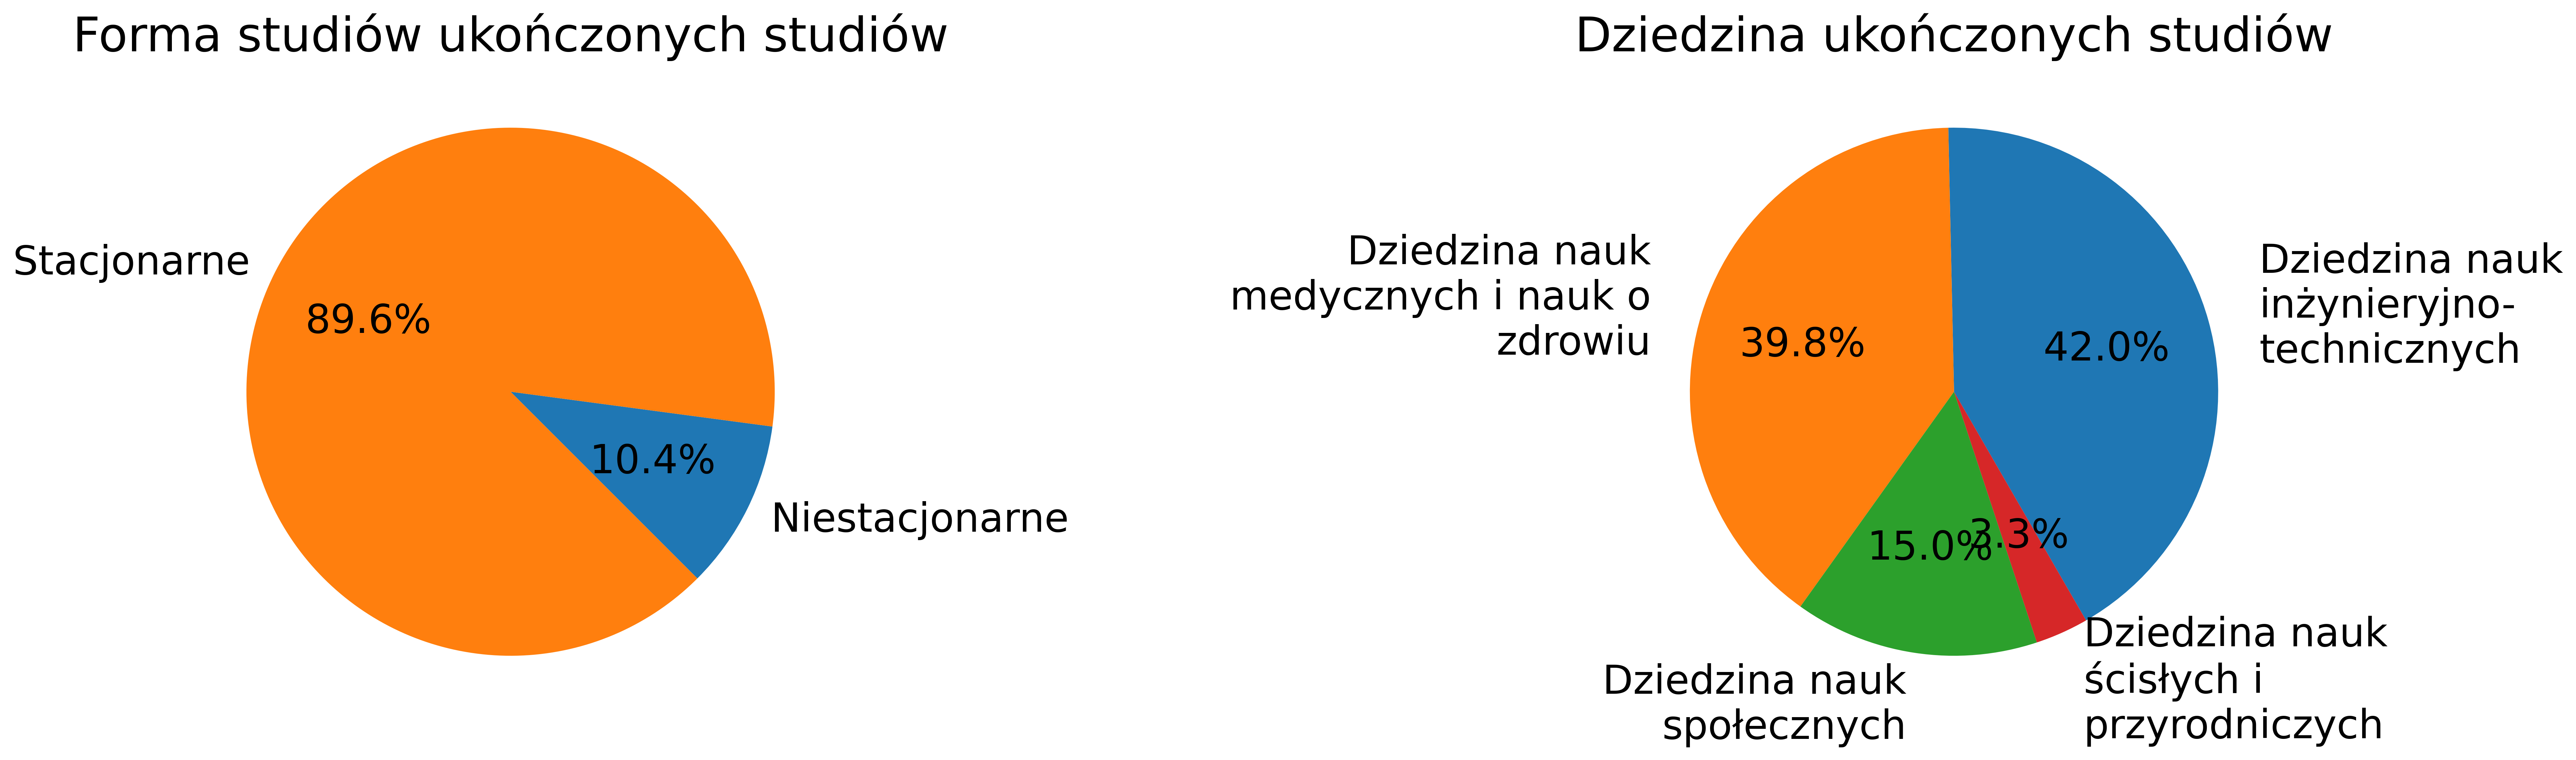 Forma studiów ukończonych studiów
Stacjonarne
89.6%
10.4%
Niestacjonarne
Dziedzina ukończonych studiów
Dziedzina nauk
medycznych i nauk o
zdrowiu
39.8%
42.0%
Dziedzina nauk
inżynieryjno-
technicznych
15.0%
3.3%
Dziedzina nauk
społecznych
Dziedzina nauk
ścisłych i
przyrodniczych